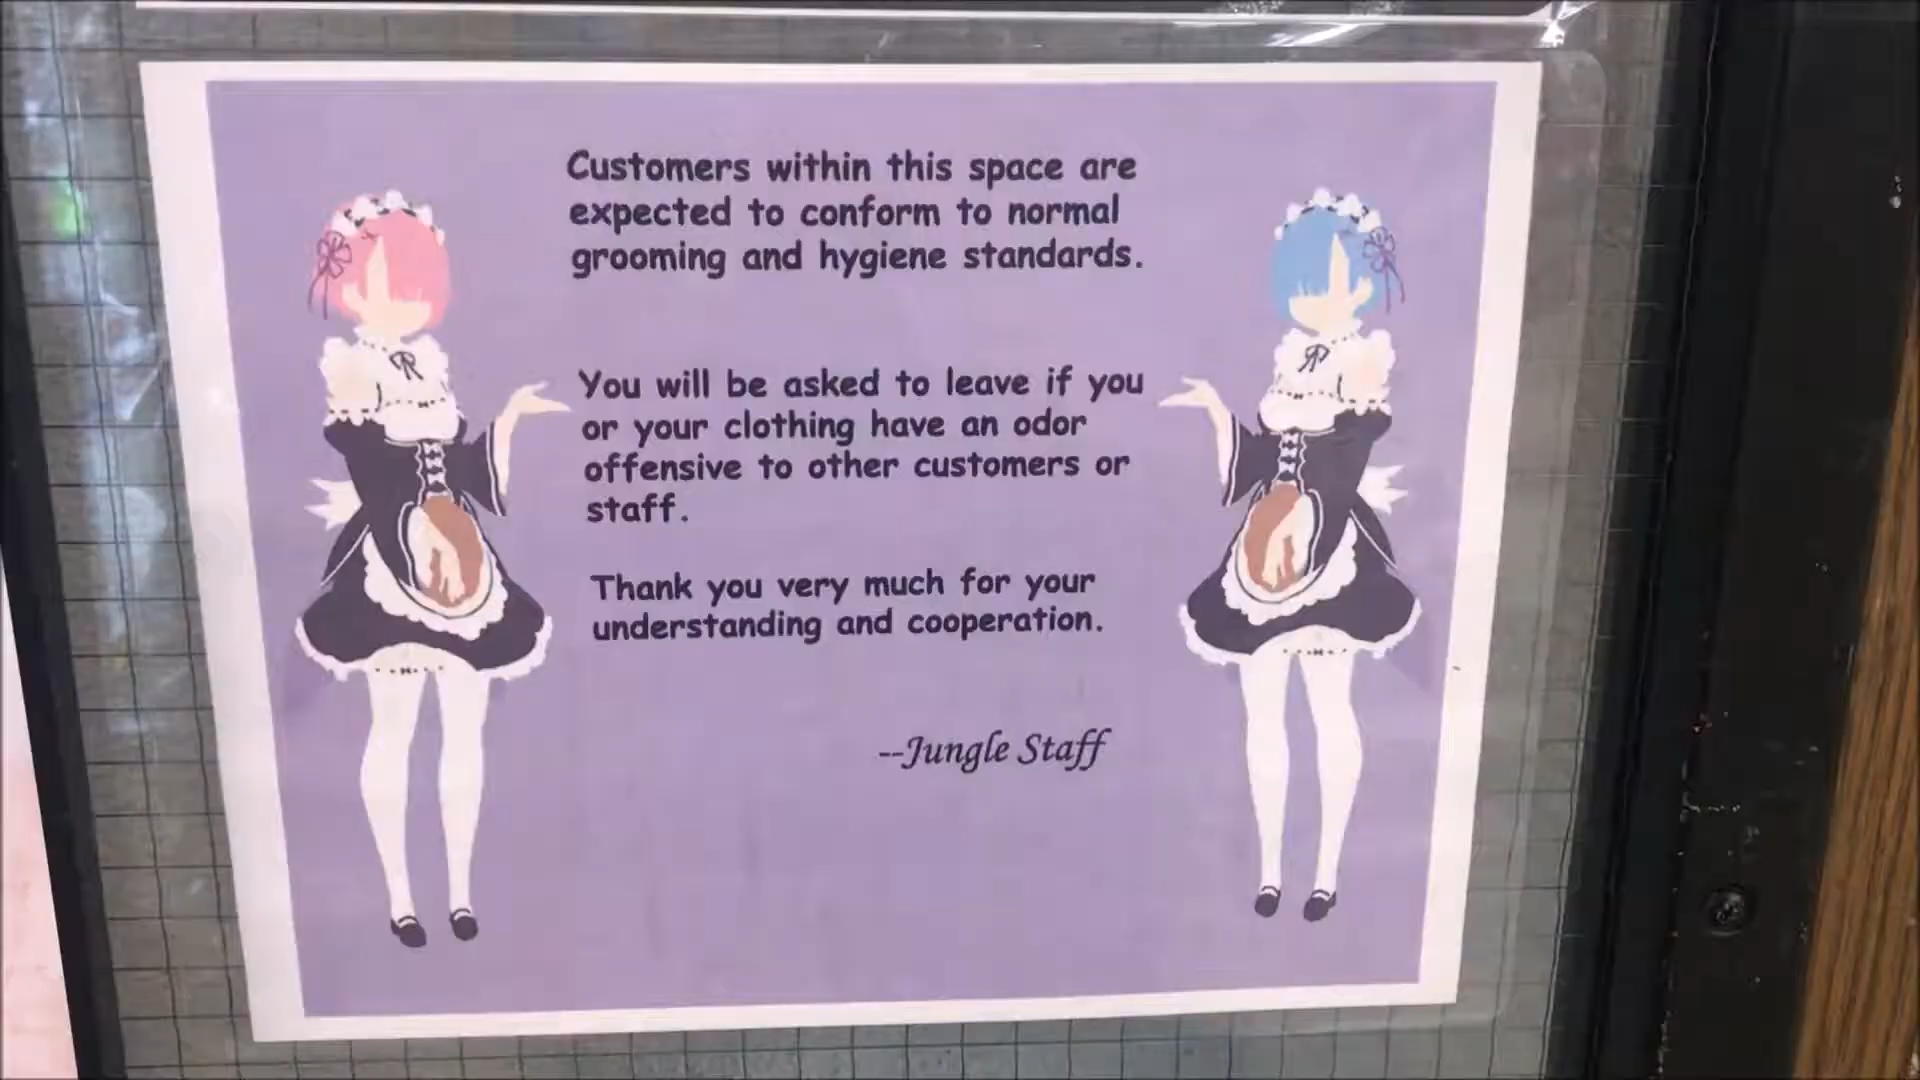 Customers within this space are
expected to conform to normal
grooming and hygiene standards.
You will be asked to leave if you
or your clothing have an odor
offensive to other customers or
staff.
Thank you very much for your
understanding and cooperation.
--Jungle Staff